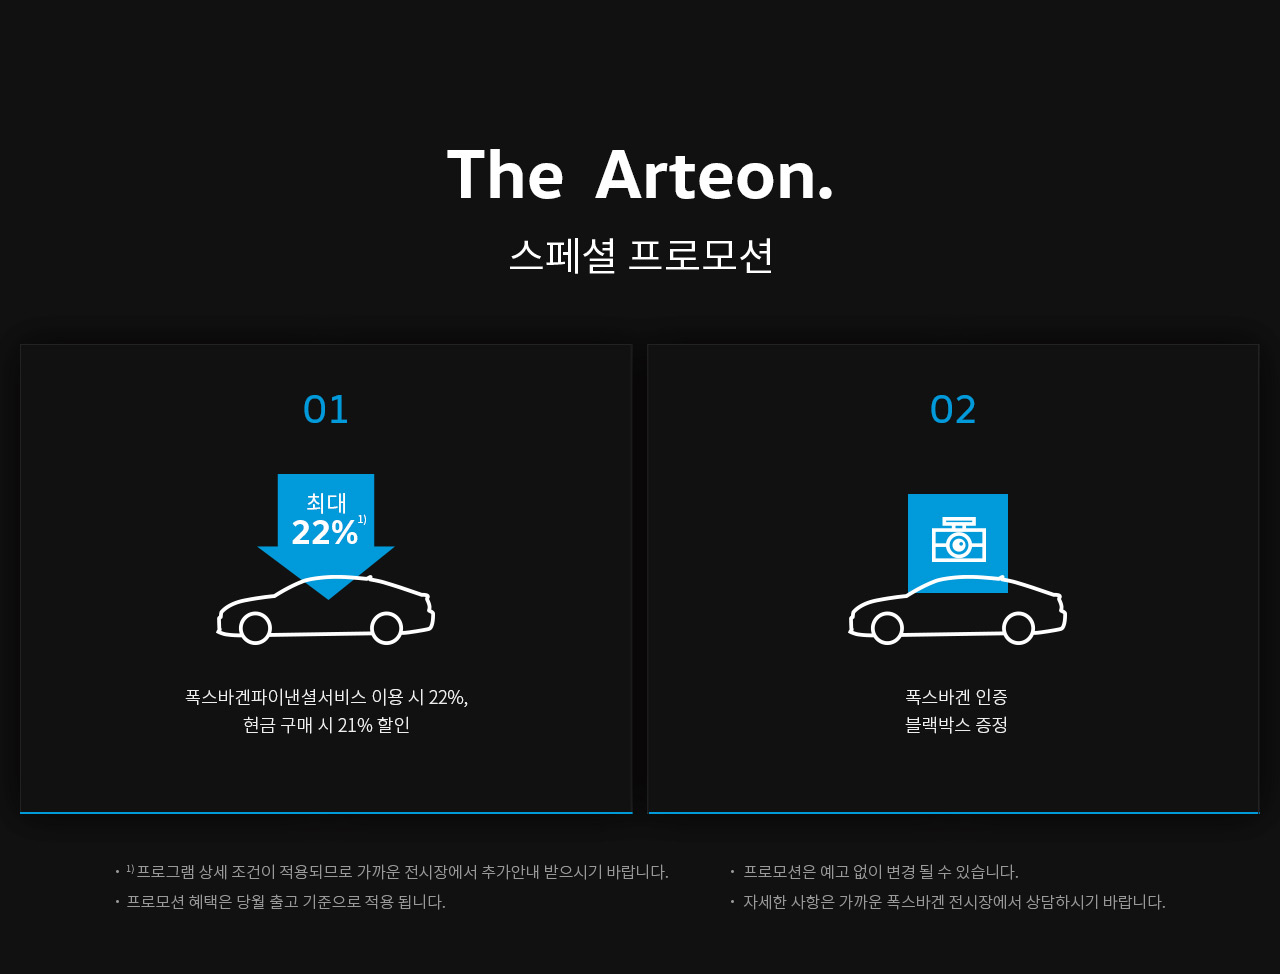 The Arteon.
스페셜 프로모션
01
최대
22%1)
폭스바겐파이낸셜서비스 이용 시 22%,
현금 구매 시 21% 할인
02
폭스바겐 인증
블랙박스 증정
· 1) 프로그램 상세 조건이 적용되므로 가까운 전시장에서 추가안내 받으시기 바랍니다.
· 프로모션 혜택은 당월 출고 기준으로 적용 됩니다.
· 프로모션은 예고 없이 변경 될 수 있습니다.
· 자세한 사항은 가까운 폭스바겐 전시장에서 상담하시기 바랍니다.